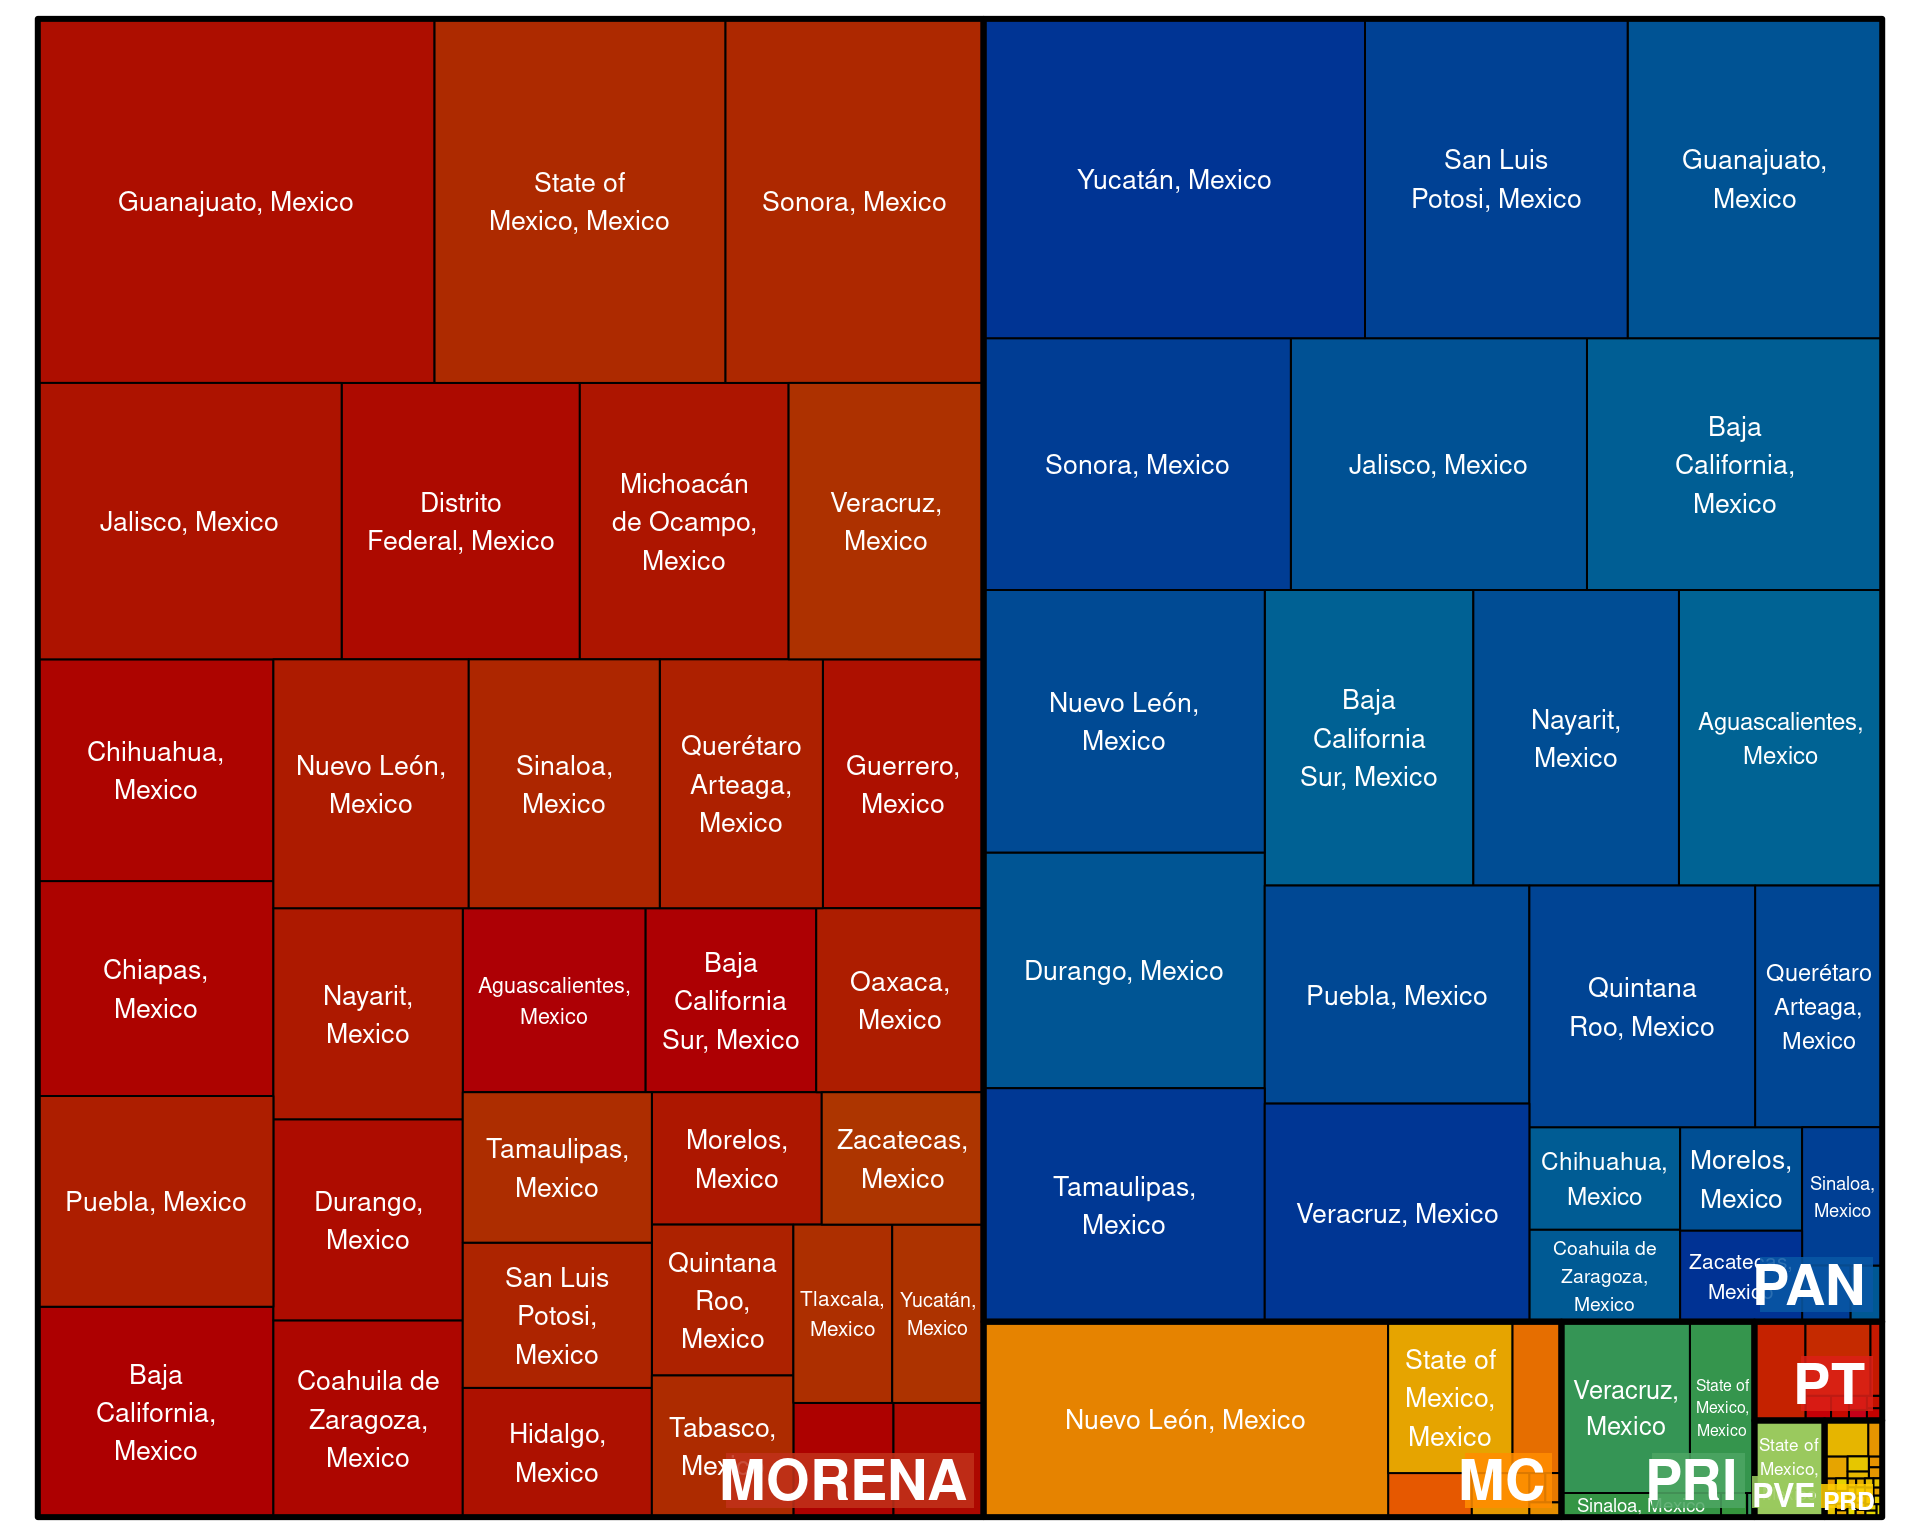 Guanajuato, Mexico
State of
Mexico, Mexico
Sonora, Mexico
Jalisco, Mexico
Distrito
Federal, Mexico
Michoacán
de Ocampo,
Mexico
Veracruz,
Mexico
Chihuahua,
Mexico
Nuevo León,
Mexico
Sinaloa,
Mexico
Querétaro
Arteaga,
Mexico
Guerrero,
Mexico
Chiapas,
Mexico
Nayarit,
Mexico
Aguascalientes,
Mexico
Baja
California
Sur, Mexico
Oaxaca,
Mexico
Puebla, Mexico
Durango,
Mexico
Tamaulipas,
Mexico
Morelos,
Mexico
Zacatecas,
Mexico
San Luis
Potosi,
Mexico
Quintana
Roo,
Mexico
Tlaxcala,
Mexico
Yucatán,
Mexico
Baja
California,
Mexico
Coahuila de
Zaragoza,
Mexico
Hidalgo,
Mexico
Tabasco,
Mexico
MORENA
Yucatán, Mexico
San Luis
Potosi, Mexico
Guanajuato,
Mexico
Sonora, Mexico
Jalisco, Mexico
Baja
California,
Mexico
Nuevo León,
Mexico
Baja
California
Sur, Mexico
Nayarit,
Mexico
Aguascalientes,
Mexico
Durango, Mexico
Puebla, Mexico
Quintana
Roo, Mexico
Querétaro
Arteaga,
Mexico
Tamaulipas,
Mexico
Veracruz, Mexico
Chihuahua,
Mexico
Morelos,
Mexico
Sinaloa,
Mexico
Coahuila de
Zaragoza,
Mexico
Zacatecas,
Mexico
PAN
Nuevo León, Mexico
State of
Mexico,
Mexico
MC
Veracruz,
Mexico
State of
Mexico,
Mexico
Sinaloa, Mexico
PRI
PT
State of
Mexico,
PVE
PRD